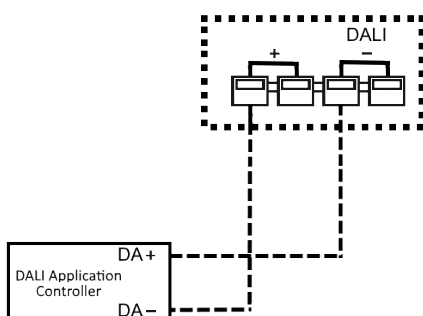 DALI
+ −
DA+
DALI Application
Controller
DA−